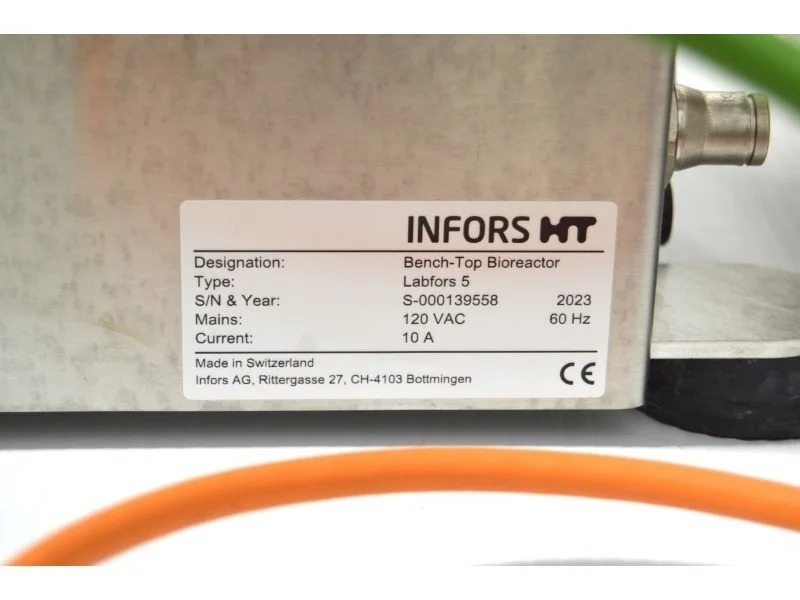 INFORS HT
Designation: Bench-Top Bioreactor
Type: Labfors 5
S/N & Year: S-000139558 2023
Mains: 120 VAC 60 Hz
Current: 10 A
Made in Switzerland
Infors AG, Rittergasse 27, CH-4103 Bottmingen
CE